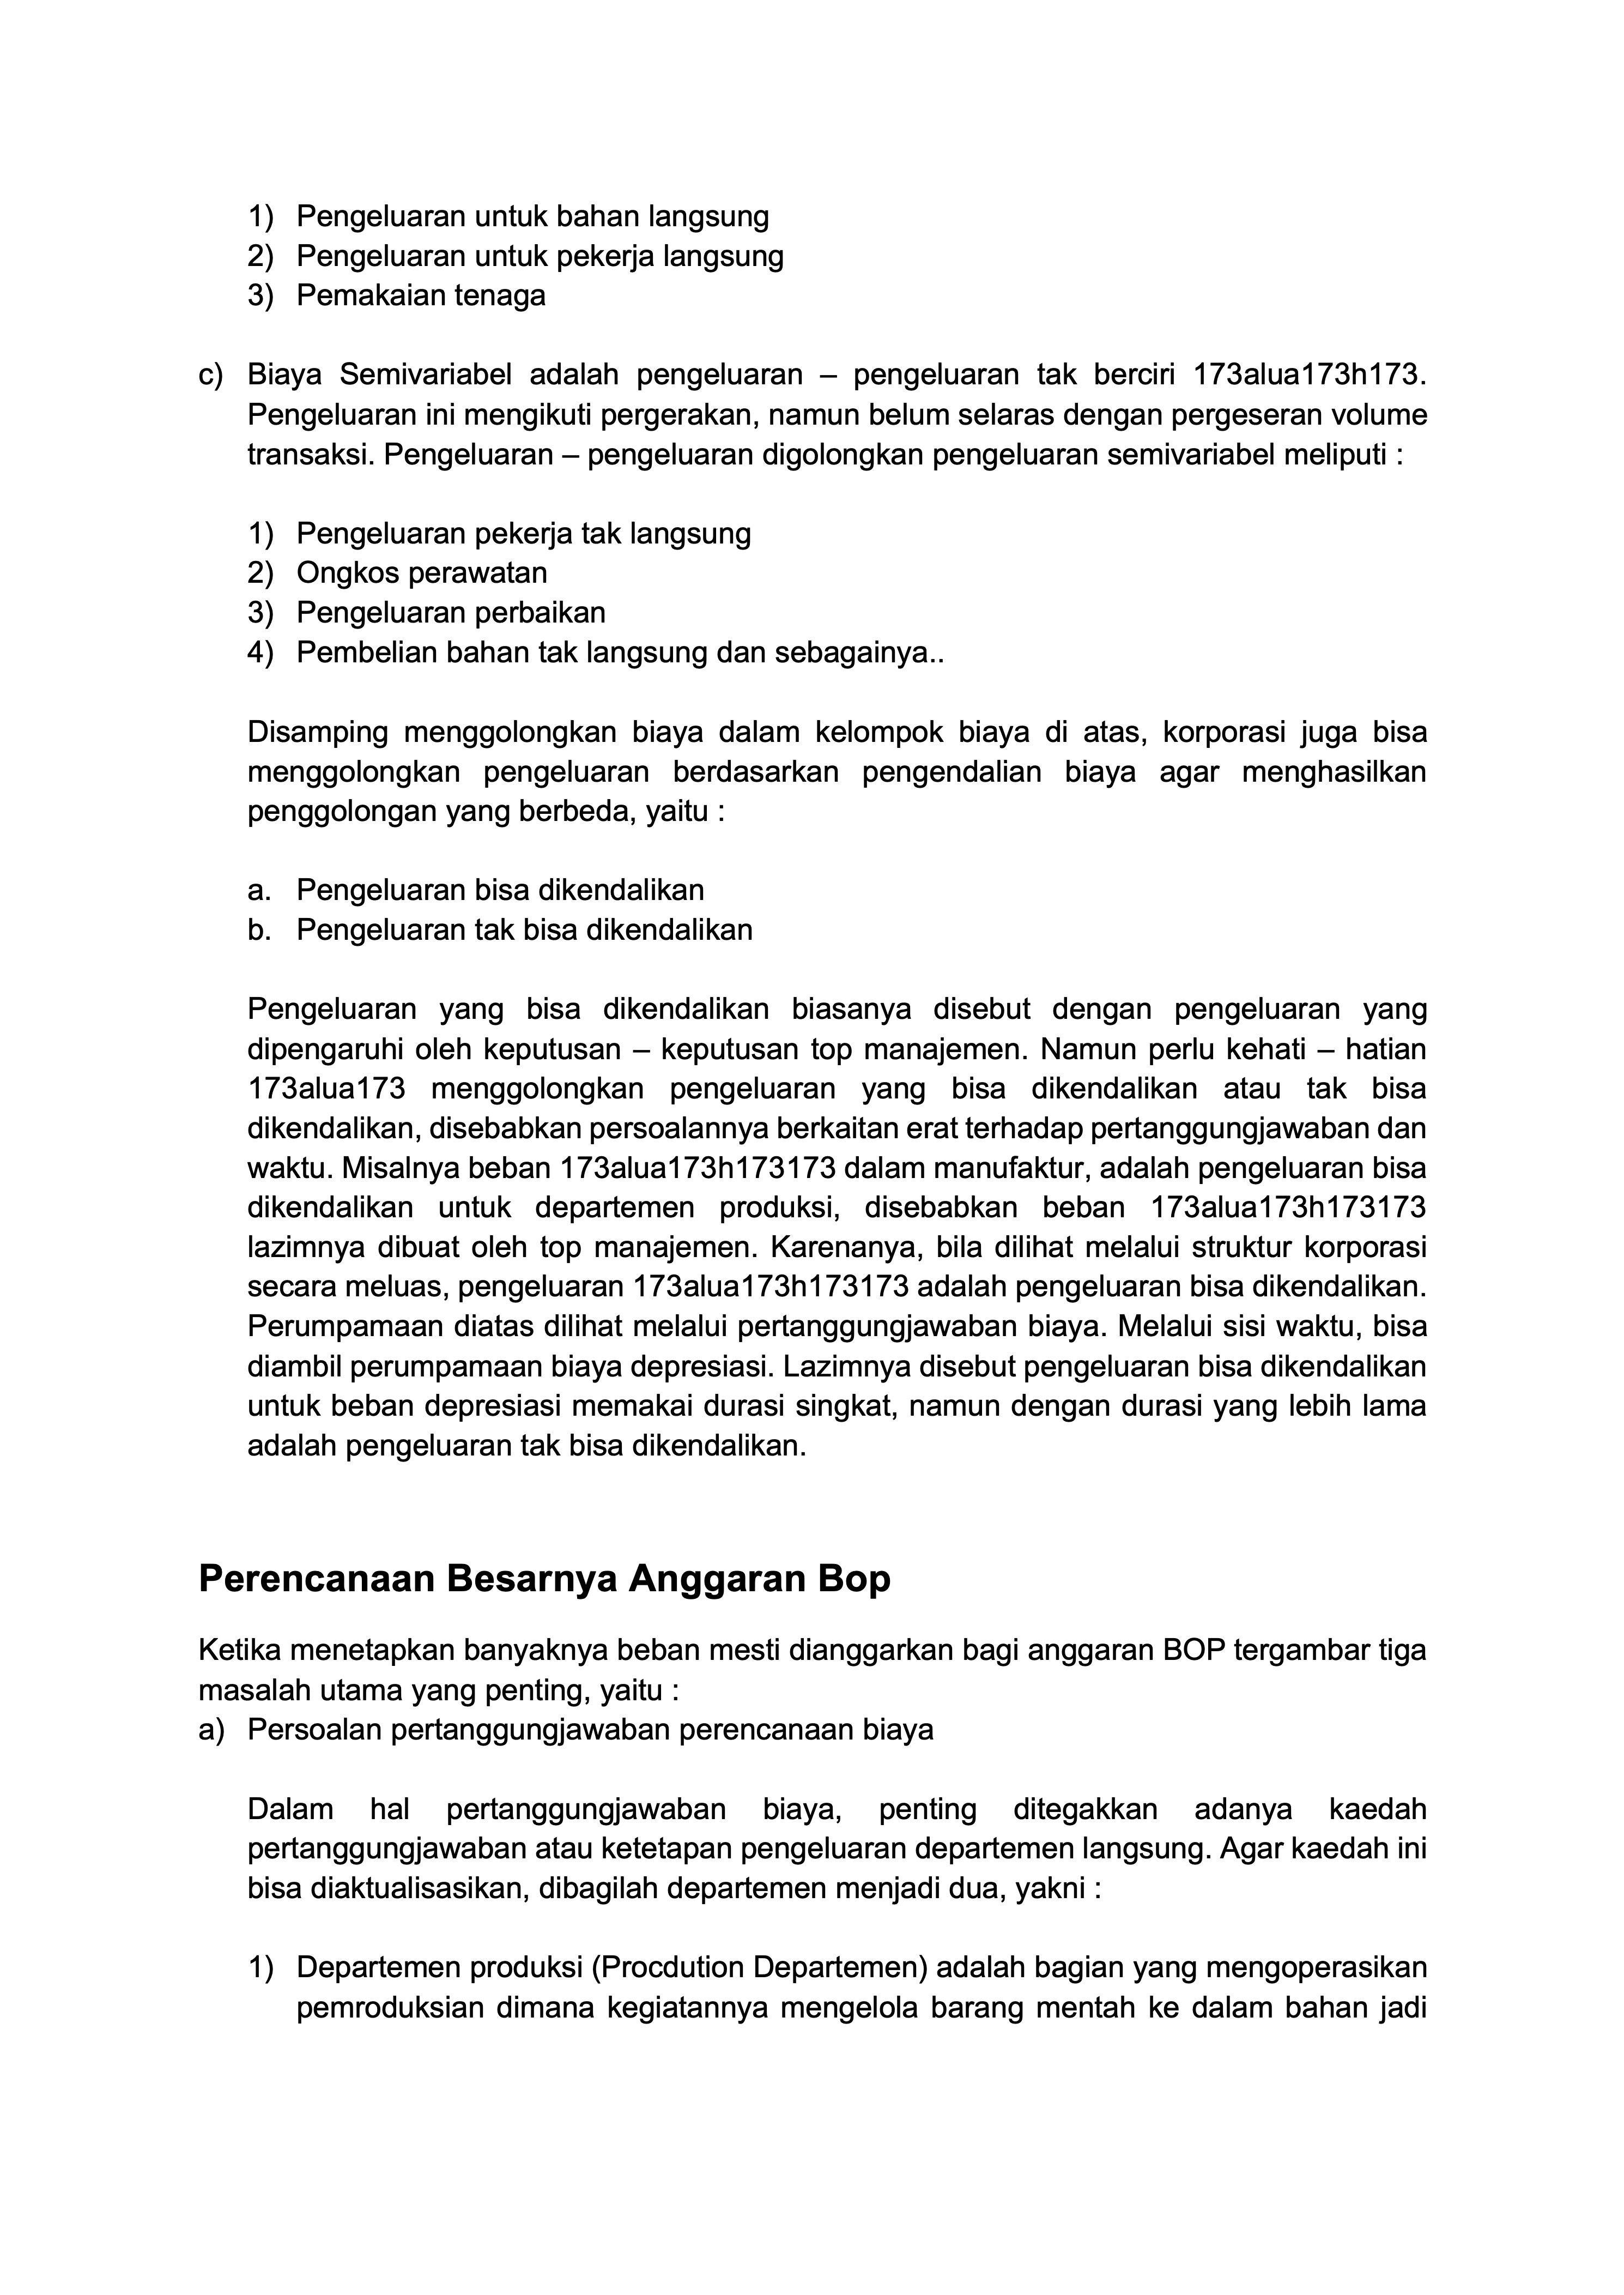 1) Pengeluaran untuk bahan langsung
2) Pengeluaran untuk pekerja langsung
3) Pemakaian tenaga
c) Biaya Semivariabel adalah pengeluaran – pengeluaran tak berciri 173alua173h173.
Pengeluaran ini mengikuti pergerakan, namun belum selaras dengan pergeseran volume
transaksi. Pengeluaran – pengeluaran digolongkan pengeluaran semivariabel meliputi :
1) Pengeluaran pekerja tak langsung
2) Ongkos perawatan
3) Pengeluaran perbaikan
4) Pembelian bahan tak langsung dan sebagainya..
Disamping menggolongkan biaya dalam kelompok biaya di atas, korporasi juga bisa
menggolongkan pengeluaran berdasarkan pengendalian biaya agar menghasilkan
penggolongan yang berbeda, yaitu :
a. Pengeluaran bisa dikendalikan
b. Pengeluaran tak bisa dikendalikan
Pengeluaran yang bisa dikendalikan biasanya disebut dengan pengeluaran yang
dipengaruhi oleh keputusan – keputusan top manajemen. Namun perlu kehati – hatian
173alua173 menggolongkan pengeluaran yang bisa dikendalikan atau tak bisa
dikendalikan, disebabkan persoalannya berkaitan erat terhadap pertanggungjawaban dan
waktu. Misalnya beban 173alua173h173173 dalam manufaktur, adalah pengeluaran bisa
dikendalikan untuk departemen produksi, disebabkan beban 173alua173h173173
lazimnya dibuat oleh top manajemen. Karenanya, bila dilihat melalui struktur korporasi
secara meluas, pengeluaran 173alua173h173173 adalah pengeluaran bisa dikendalikan.
Perumpamaan diatas dilihat melalui pertanggungjawaban biaya. Melalui sisi waktu, bisa
diambil perumpamaan biaya depresiasi. Lazimnya disebut pengeluaran bisa dikendalikan
untuk beban depresiasi memakai durasi singkat, namun dengan durasi yang lebih lama
adalah pengeluaran tak bisa dikendalikan.
Perencanaan Besarnya Anggaran Bop
Ketika menetapkan banyaknya beban mesti dianggarkan bagi anggaran BOP tergambar tiga
masalah utama yang penting, yaitu :
a) Persoalan pertanggungjawaban perencanaan biaya
Dalam hal pertanggungjawaban biaya, penting ditegakkan adanya kaedah
pertanggungjawaban atau ketetapan pengeluaran departemen langsung. Agar kaedah ini
bisa diaktualisasikan, dibagilah departemen menjadi dua, yakni :
1) Departemen produksi (Procdution Departemen) adalah bagian yang mengoperasikan
pemroduksian dimana kegiatannya mengelola barang mentah ke dalam bahan jadi